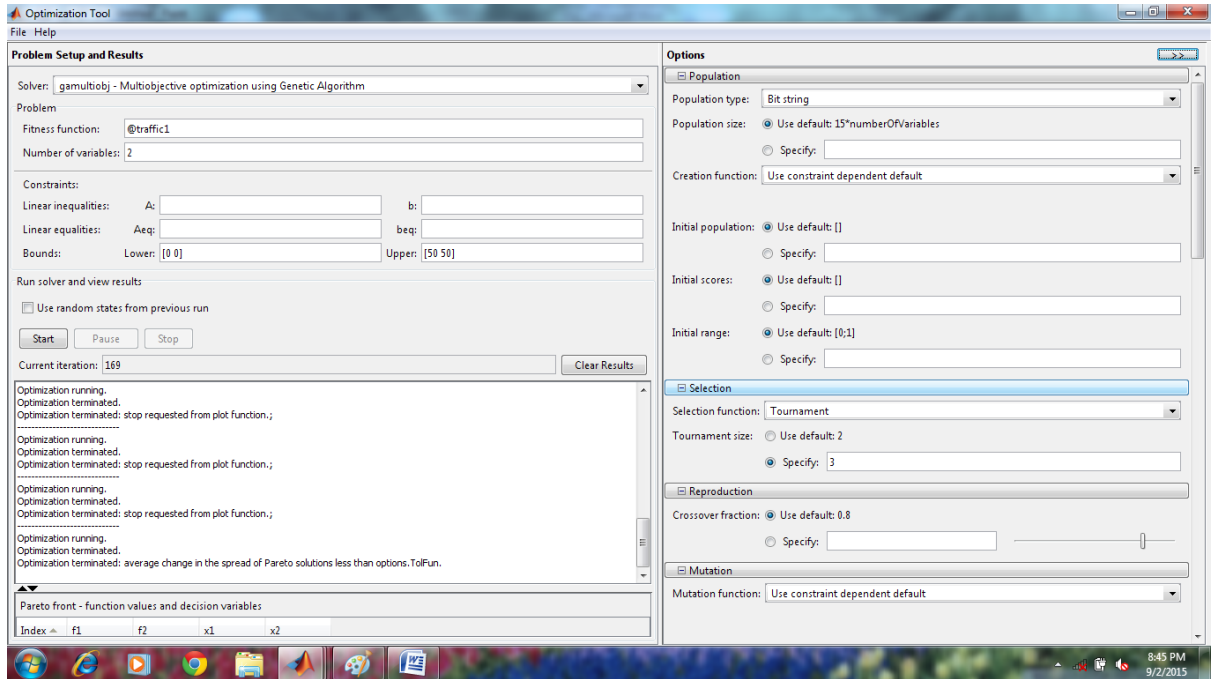 Optimization Tool
File Help
Problem Setup and Results
Solver: gamultiobj - Multiobjective optimization using Genetic Algorithm
Problem
Fitness function: @traffic1
Number of variables: 2
Constraints:
Linear inequalities: A: b:
Linear equalities: Aeq: beq:
Bounds: Lower: [0 0] Upper: [50 50]
Run solver and view results
Use random states from previous run
Start Pause Stop
Current iteration: 169 Clear Results
Optimization running.
Optimization terminated.
Optimization terminated: stop requested from plot function.;
-----------------------------
Optimization running.
Optimization terminated.
Optimization terminated: stop requested from plot function.;
-----------------------------
Optimization running.
Optimization terminated.
Optimization terminated: stop requested from plot function.;
-----------------------------
Optimization running.
Optimization terminated.
Optimization terminated: average change in the spread of Pareto solutions less than options.TolFun.
Pareto front - function values and decision variables
Index f1 f2 x1 x2
Options >>
Population
Population type: Bit string
Population size: Use default: 15*numberOfVariables
Specify:
Creation function: Use constraint dependent default
Initial population: Use default: []
Specify:
Initial scores: Use default: []
Specify:
Initial range: Use default: [0;1]
Specify:
Selection
Selection function: Tournament
Tournament size: Use default: 2
Specify: 3
Reproduction
Crossover fraction: Use default: 0.8
Specify:
Mutation
Mutation function: Use constraint dependent default
8:45 PM
9/2/2015